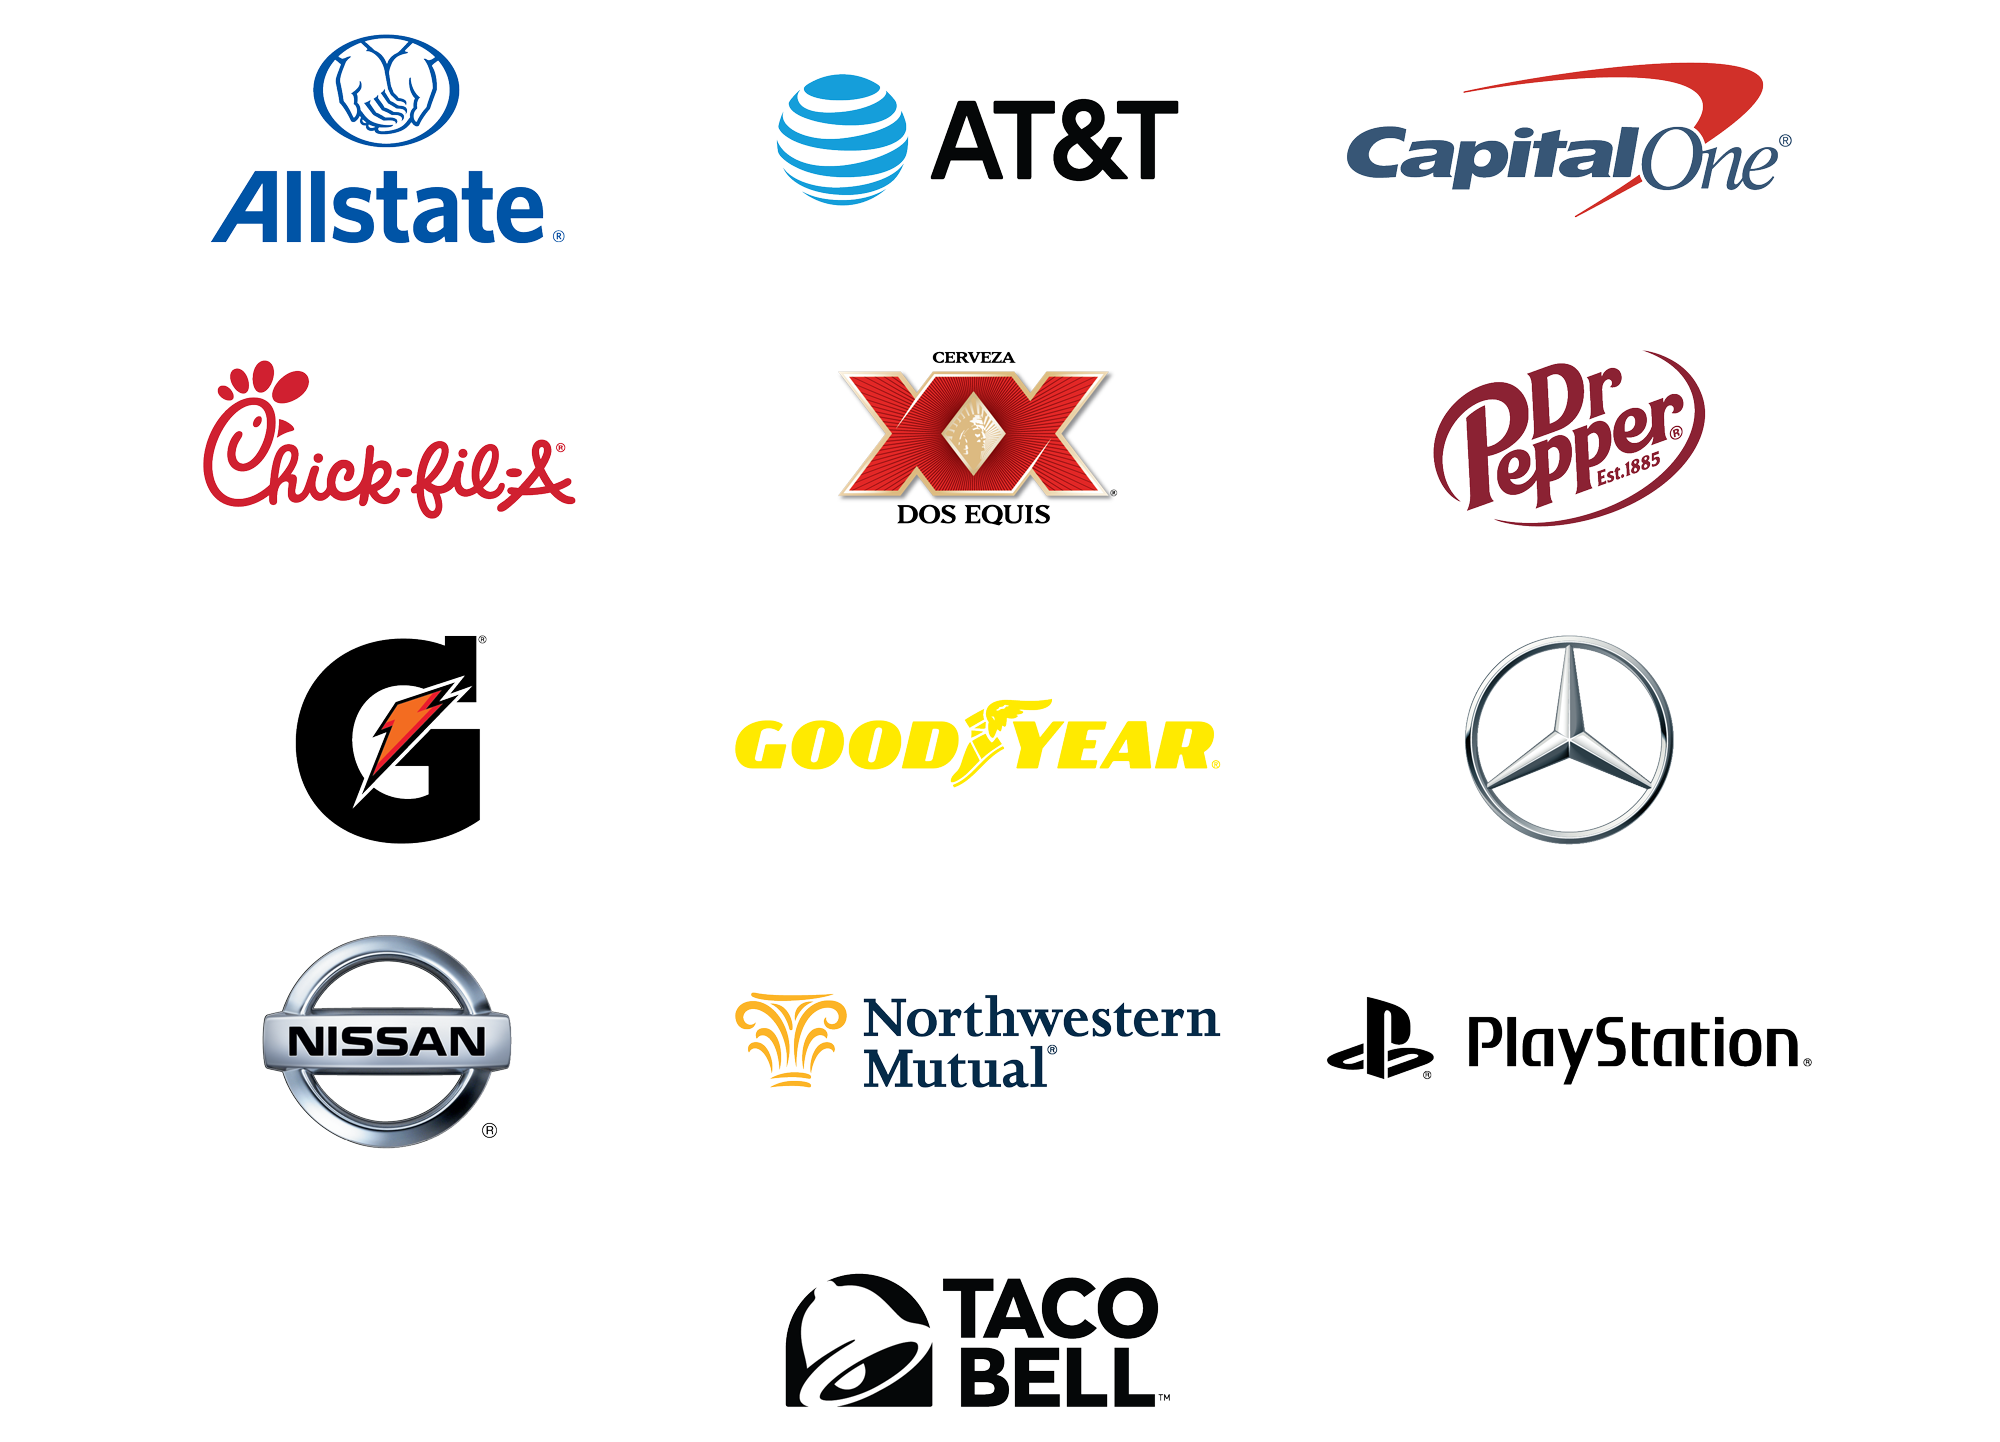 Allstate ®
AT&T
CapitalOne®
Chick-fil-A®
CERVEZA
XX
®
DOS EQUIS
Dr
Pepper®
Est.1885
G®
GOODYEAR®
NISSAN
®
Northwestern
Mutual®
® PlayStation®
TACO
BELL™